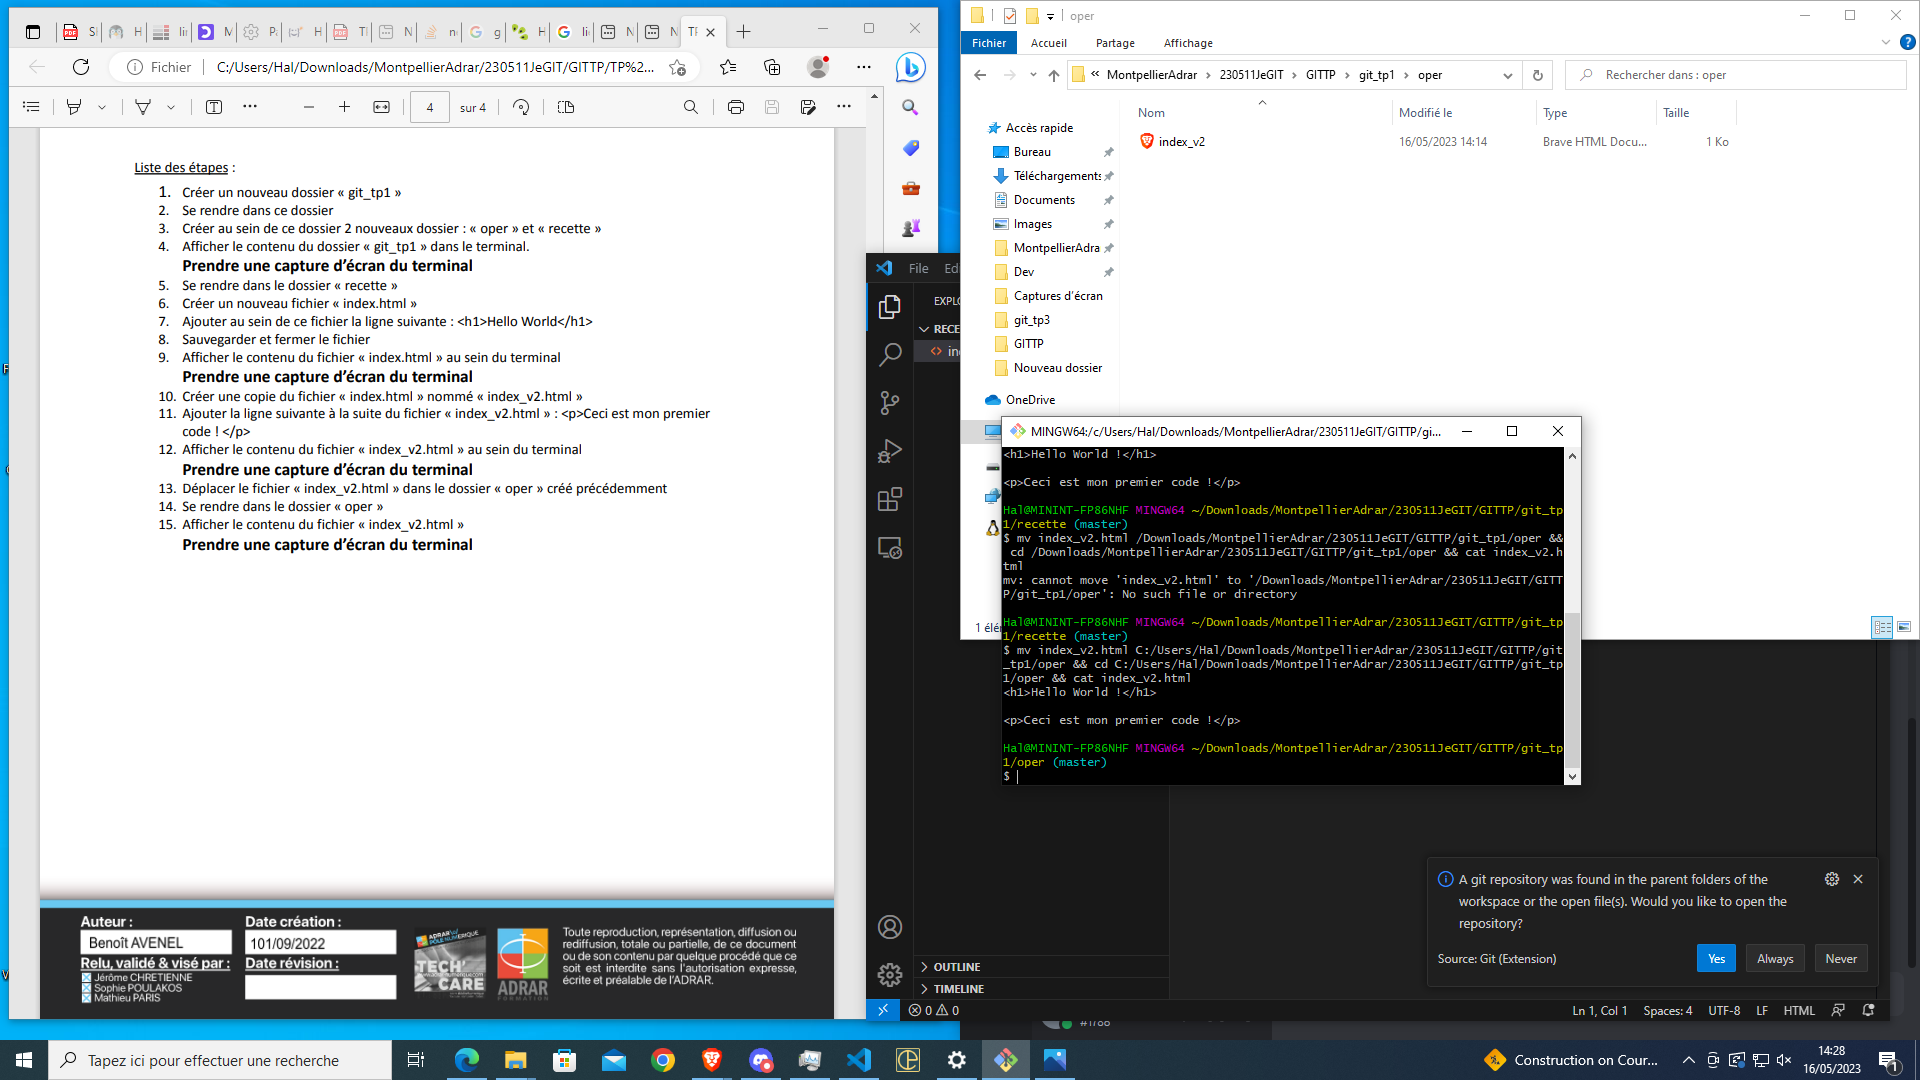 Fichier
C:/Users/Hal/Downloads/MontpellierAdrar/230511JeGIT/GITTP/TP%2...
4 sur 4
Liste des étapes :
1. Créer un nouveau dossier « git_tp1 »
2. Se rendre dans ce dossier
3. Créer au sein de ce dossier 2 nouveaux dossier : « oper » et « recette »
4. Afficher le contenu du dossier « git_tp1 » dans le terminal.
Prendre une capture d’écran du terminal
5. Se rendre dans le dossier « recette »
6. Créer un nouveau fichier « index.html »
7. Ajouter au sein de ce fichier la ligne suivante : <h1>Hello World</h1>
8. Sauvegarder et fermer le fichier
9. Afficher le contenu du fichier « index.html » au sein du terminal
Prendre une capture d’écran du terminal
10. Créer une copie du fichier « index.html » nommé « index_v2.html »
11. Ajouter la ligne suivante à la suite du fichier « index_v2.html » : <p>Ceci est mon premier
code ! </p>
12. Afficher le contenu du fichier « index_v2.html » au sein du terminal
Prendre une capture d’écran du terminal
13. Déplacer le fichier « index_v2.html » dans le dossier « oper » créé précédemment
14. Se rendre dans le dossier « oper »
15. Afficher le contenu du fichier « index_v2.html »
Prendre une capture d’écran du terminal
Auteur :
Benoît AVENEL
Relu, validé & visé par :
Jérôme CHRETIENNE
Sophie POULAKOS
Mathieu PARIS
Date création :
101/09/2022
Date révision :
TECH'
CARE
ADRAR
FORMATION
Toute reproduction, représentation, diffusion ou
rediffusion, totale ou partielle, de ce document
ou de son contenu par quelque procédé que ce
soit est interdite sans l'autorisation expresse,
écrite et préalable de l'ADRAR.
oper
Fichier Accueil Partage Affichage
« MontpellierAdrar > 230511JeGIT > GITTP > git_tp1 > oper
Rechercher dans : oper
Nom Modifié le Type Taille
index_v2 16/05/2023 14:14 Brave HTML Docu... 1 Ko
Accès rapide
Bureau
Téléchargements
Documents
Images
MontpellierAdra
Dev
Captures d'écran
git_tp3
GITTP
Nouveau dossier
OneDrive
1 élé
File Edi
EXPL
RECE
in
OUTLINE
TIMELINE
MINGW64:/c/Users/Hal/Downloads/MontpellierAdrar/230511JeGIT/GITTP/gi...
<h1>Hello World !</h1>
<p>Ceci est mon premier code !</p>
Hal@MININT-FP86NHF MINGW64 ~/Downloads/MontpellierAdrar/230511JeGIT/GITTP/git_tp
1/recette (master)
$ mv index_v2.html /Downloads/MontpellierAdrar/230511JeGIT/GITTP/git_tp1/oper &&
cd /Downloads/MontpellierAdrar/230511JeGIT/GITTP/git_tp1/oper && cat index_v2.h
tml
mv: cannot move 'index_v2.html' to '/Downloads/MontpellierAdrar/230511JeGIT/GITT
P/git_tp1/oper': No such file or directory
Hal@MININT-FP86NHF MINGW64 ~/Downloads/MontpellierAdrar/230511JeGIT/GITTP/git_tp
1/recette (master)
$ mv index_v2.html C:/Users/Hal/Downloads/MontpellierAdrar/230511JeGIT/GITTP/git
_tp1/oper && cd C:/Users/Hal/Downloads/MontpellierAdrar/230511JeGIT/GITTP/git_tp
1/oper && cat index_v2.html
<h1>Hello World !</h1>
<p>Ceci est mon premier code !</p>
Hal@MININT-FP86NHF MINGW64 ~/Downloads/MontpellierAdrar/230511JeGIT/GITTP/git_tp
1/oper (master)
$
A git repository was found in the parent folders of the
workspace or the open file(s). Would you like to open the
repository?
Source: Git (Extension)
Yes Always Never
0 0
Ln 1, Col 1 Spaces: 4 UTF-8 LF HTML
Tapez ici pour effectuer une recherche
Construction on Cour...
14:28
16/05/2023
1